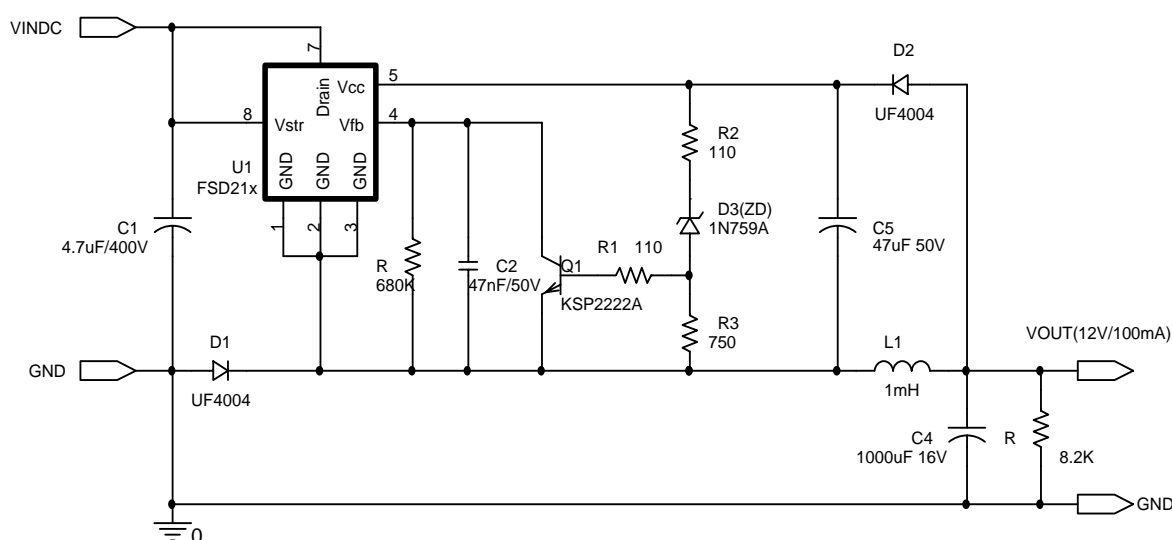 VINDC
7
Drain
Vcc
5
D2
UF4004
8
Vstr
Vfb
4
U1
FSD21x
GND
GND
GND
1
2
3
R2
110
D3(ZD)
1N759A
C1
4.7uF/400V
C5
47uF 50V
R1 110
R
680K
C2
47nF/50V
Q1
KSP2222A
R3
750
VOUT(12V/100mA)
D1
L1
GND
UF4004
1mH
C4
1000uF 16V
R
8.2K
GND
0